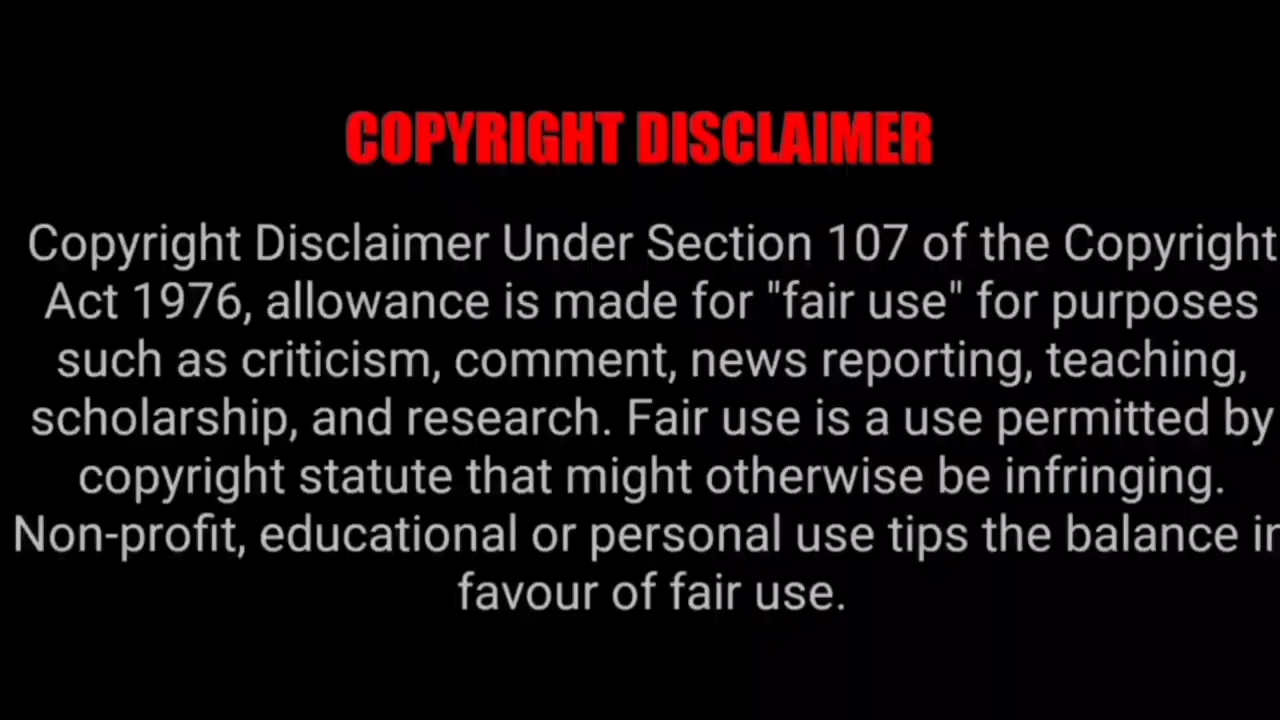 COPYRIGHT DISCLAIMER
Copyright Disclaimer Under Section 107 of the Copyright
Act 1976, allowance is made for "fair use" for purposes
such as criticism, comment, news reporting, teaching,
scholarship, and research. Fair use is a use permitted by
copyright statute that might otherwise be infringing.
Non-profit, educational or personal use tips the balance in
favour of fair use.